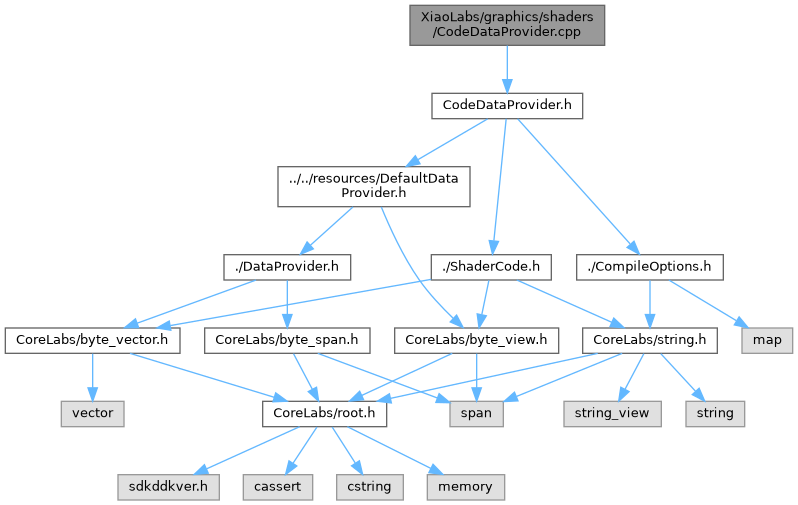 XiaoLabs/graphics/shaders
/CodeDataProvider.cpp
CodeDataProvider.h
../../resources/DefaultData
Provider.h
./DataProvider.h
./ShaderCode.h
./CompileOptions.h
CoreLabs/byte_vector.h
CoreLabs/byte_span.h
CoreLabs/byte_view.h
CoreLabs/string.h
map
vector
CoreLabs/root.h
span
string_view
string
sdkddkver.h
cassert
cstring
memory